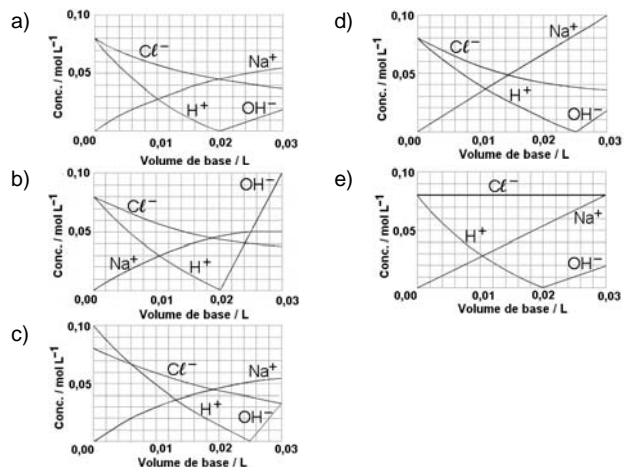 a)
Conc. / mol L⁻¹
0,10
0,05
0,00
0,01
0,02
0,03
Cℓ⁻
Na⁺
H⁺
OH⁻
Volume de base / L
b)
Conc. / mol L⁻¹
0,10
0,05
0,00
0,01
0,02
0,03
Cℓ⁻
OH⁻
Na⁺
H⁺
Volume de base / L
c)
Conc. / mol L⁻¹
0,10
0,05
0,00
0,01
0,02
0,03
Cℓ⁻
Na⁺
H⁺
OH⁻
Volume de base / L
d)
Conc. / mol L⁻¹
0,10
0,05
0,00
0,01
0,02
0,03
Cℓ⁻
Na⁺
H⁺
OH⁻
Volume de base / L
e)
Conc. / mol L⁻¹
0,10
0,05
0,00
0,01
0,02
0,03
Cℓ⁻
H⁺
Na⁺
OH⁻
Volume de base / L